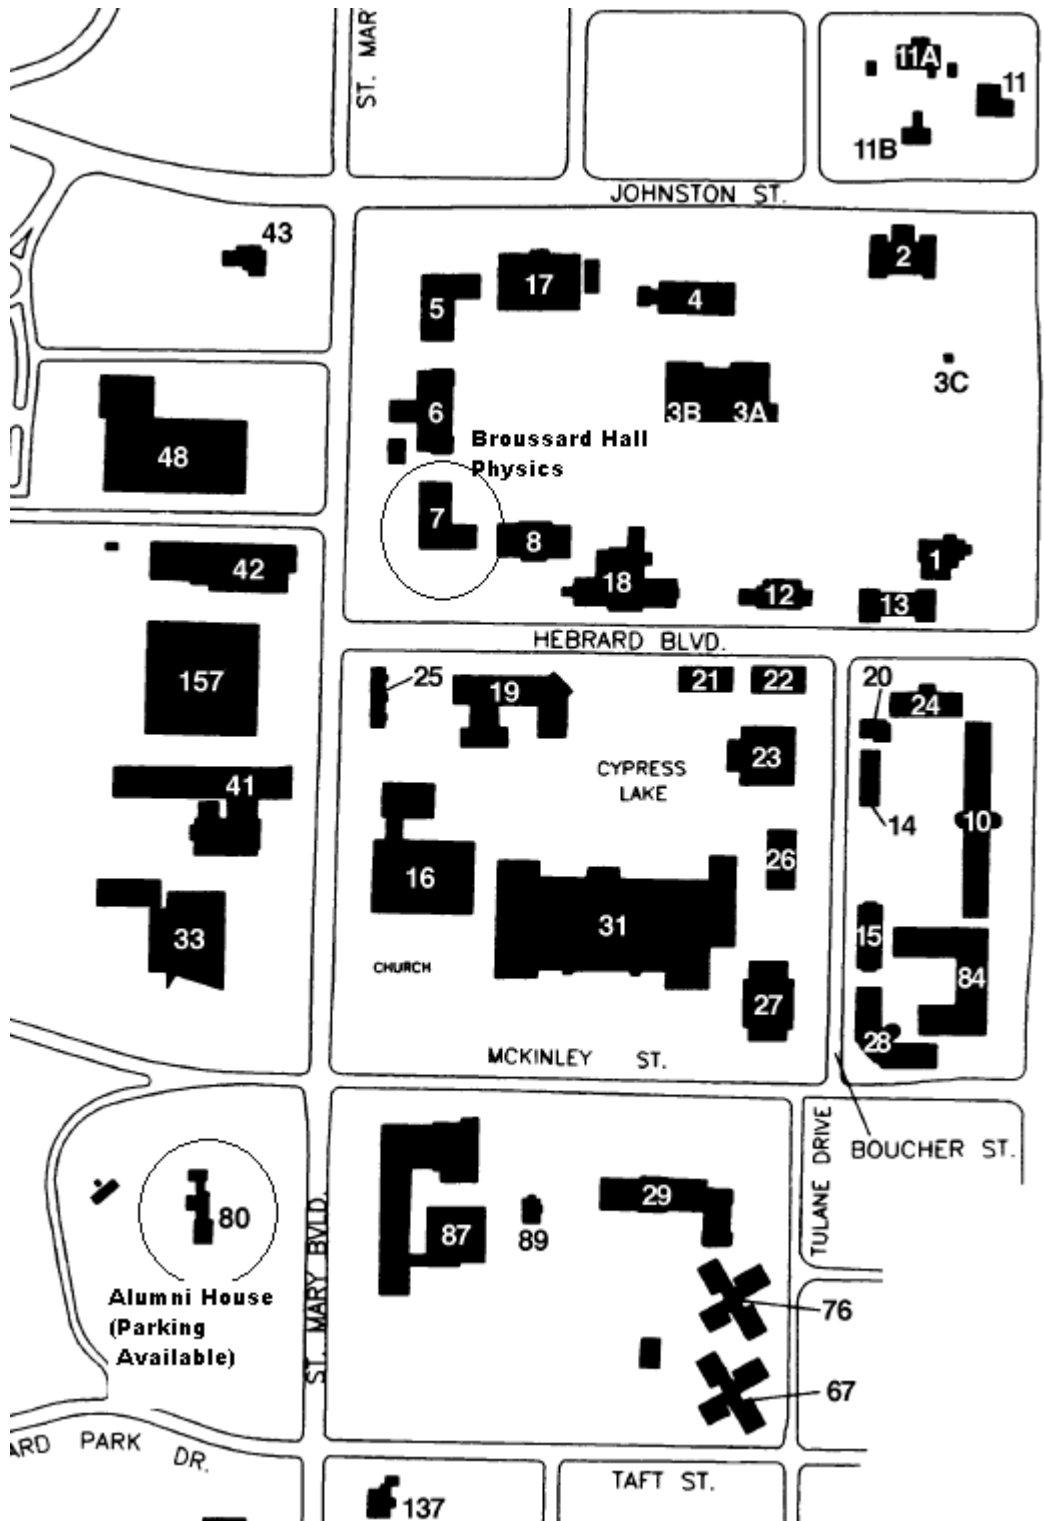 ST. MAR
11A
11
11B
JOHNSTON ST.
43
2
17
4
5
3C
3B 3A
6
Broussard Hall
Physics
48
7
8
42
18
1
12
13
HEBRARD BLVD.
25
19
21
22
20
24
157
23
CYPRESS
LAKE
41
14
10
26
16
31
33
15
CHURCH
84
27
28
MCKINLEY ST.
BOUCHER ST.
TULANE DRIVE
29
80
87
89
ST. MARY BVLD.
Alumni House
(Parking
Available)
76
67
ARD PARK DR.
TAFT ST.
137